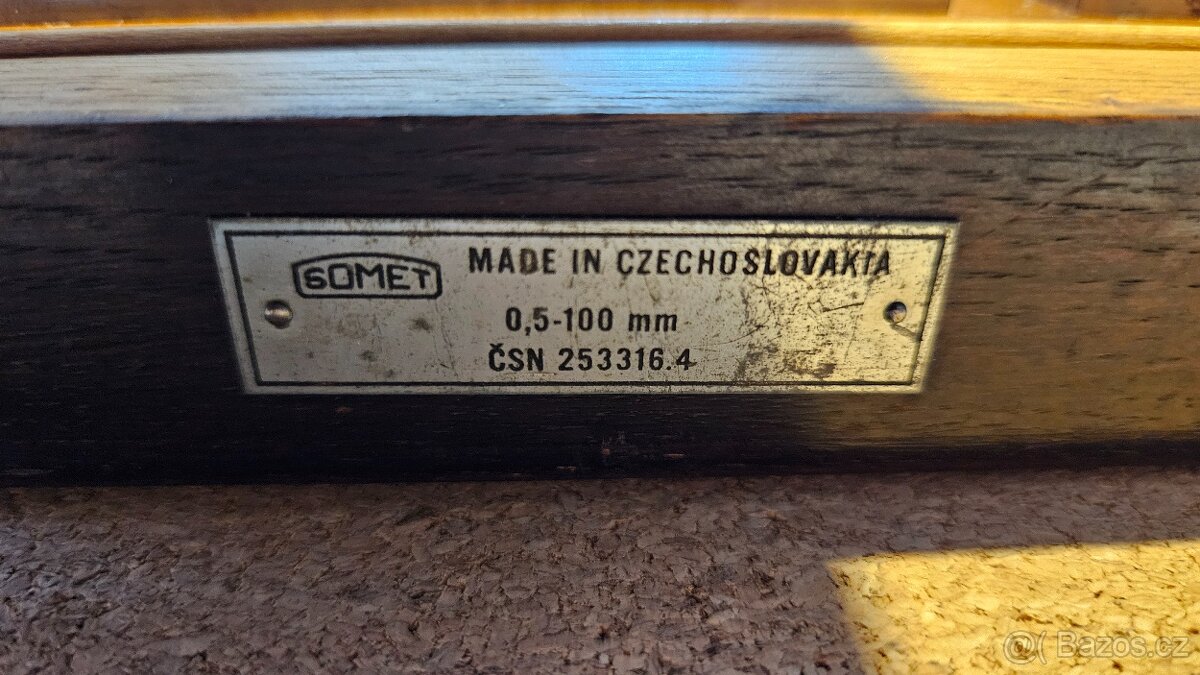 SOMET
MADE IN CZECHOSLOVAKIA
0,5-100 mm
ČSN 253316.4
@( Bazos.cz